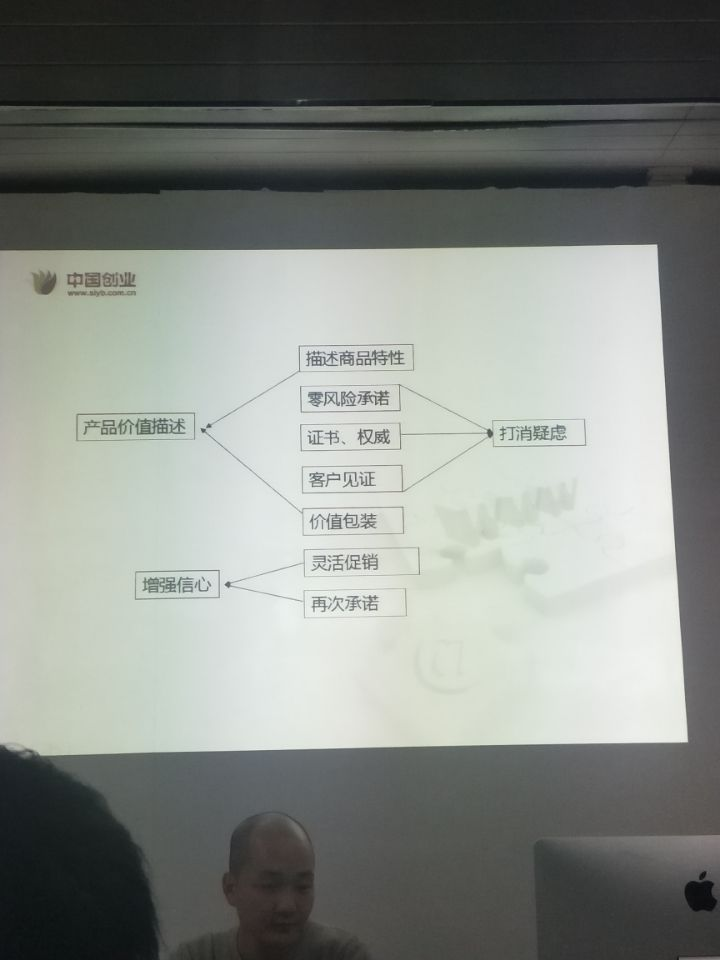 中国创业
www.siyb.com.cn
描述商品特性
零风险承诺
产品价值描述
证书、权威
打消疑虑
客户见证
价值包装
灵活促销
增强信心
再次承诺